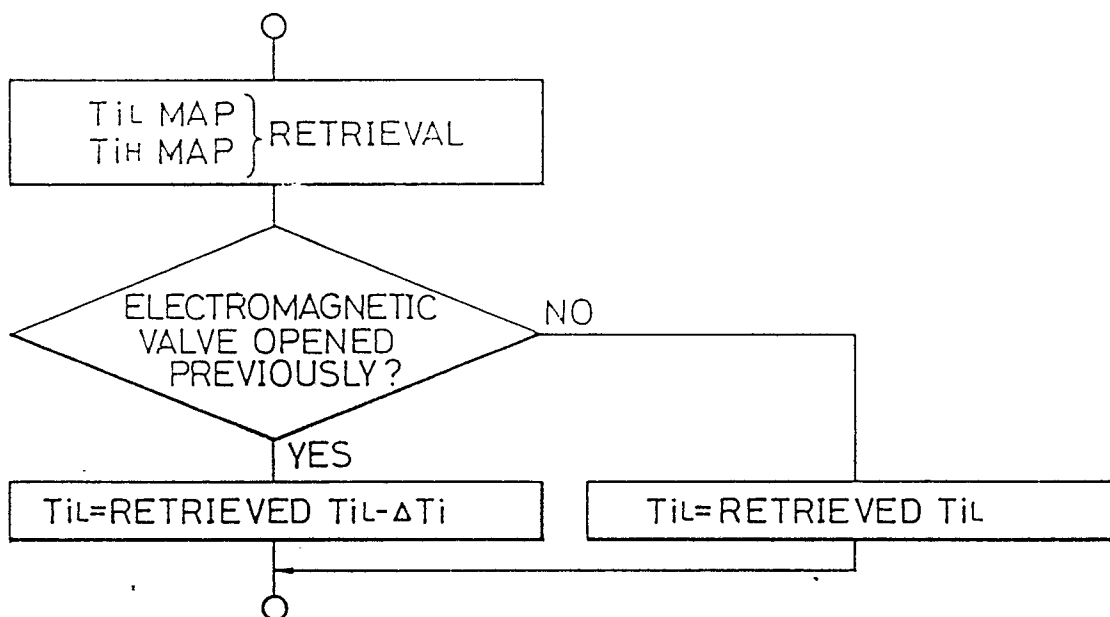 TiL MAP
TiH MAP
RETRIEVAL
ELECTROMAGNETIC
VALVE OPENED
PREVIOUSLY?
NO
YES
TiL=RETRIEVED TiL-ΔTi
TiL=RETRIEVED TiL